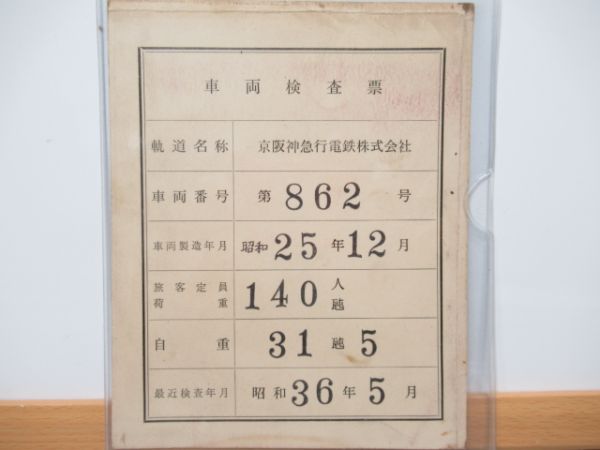 車両検査票
軌道名称 京阪神急行電鉄株式会社
車両番号 第862号
車両製造年月 昭和25年12月
旅客定員 140人
荷重 瓲
自重 31瓲5
最近検査年月 昭和36年5月